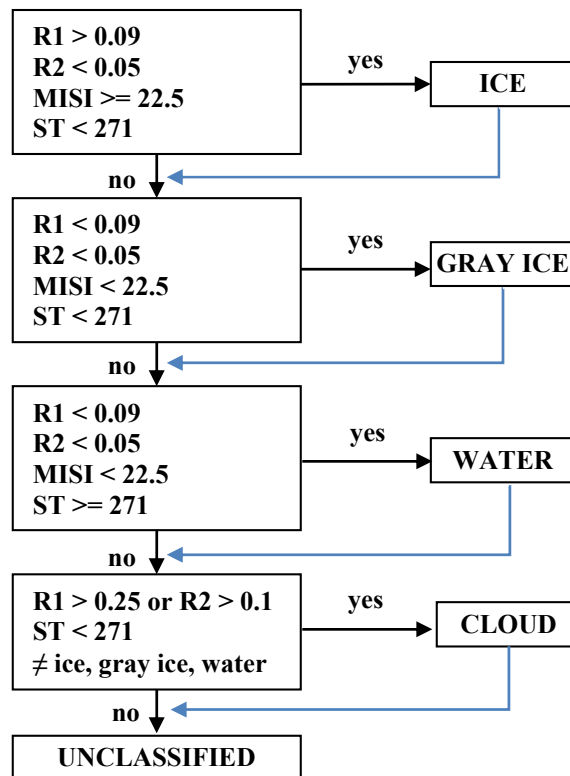 R1 > 0.09
R2 < 0.05
MISI >= 22.5
ST < 271
yes
ICE
no
R1 < 0.09
R2 < 0.05
MISI < 22.5
ST < 271
yes
GRAY ICE
no
R1 < 0.09
R2 < 0.05
MISI < 22.5
ST >= 271
yes
WATER
no
R1 > 0.25 or R2 > 0.1
ST < 271
≠ ice, gray ice, water
yes
CLOUD
no
UNCLASSIFIED